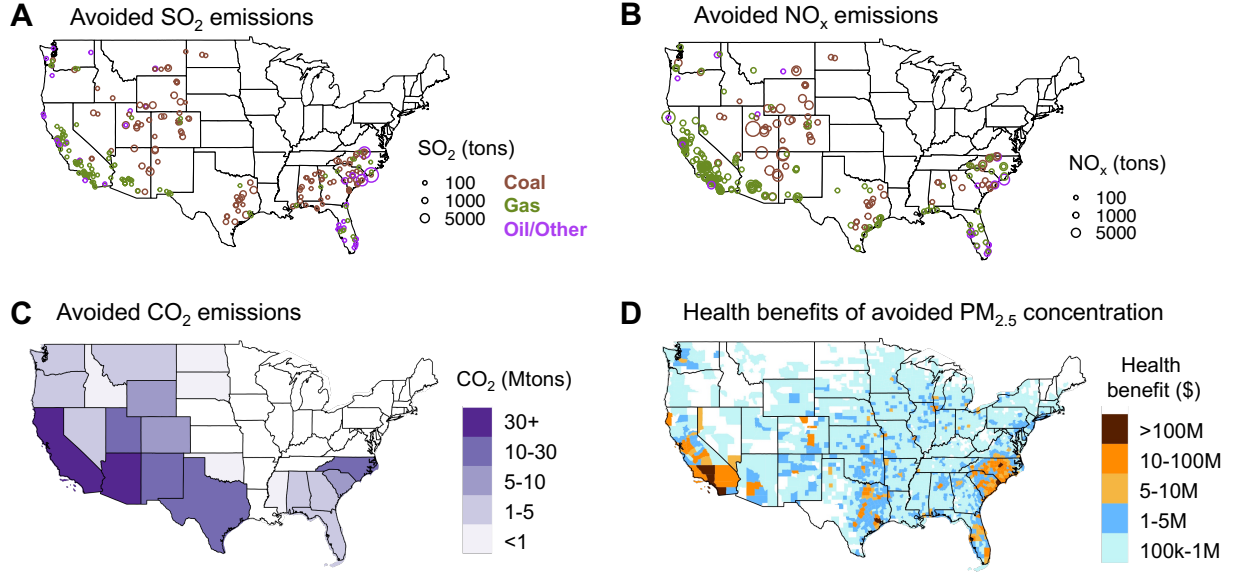 A Avoided SO₂ emissions
SO₂ (tons)
100
1000
5000
Coal
Gas
Oil/Other
B Avoided NOₓ emissions
NOₓ (tons)
100
1000
5000
C Avoided CO₂ emissions
CO₂ (Mtons)
30+
10-30
5-10
1-5
<1
D Health benefits of avoided PM₂.₅ concentration
Health
benefit ($)
>100M
10-100M
5-10M
1-5M
100k-1M